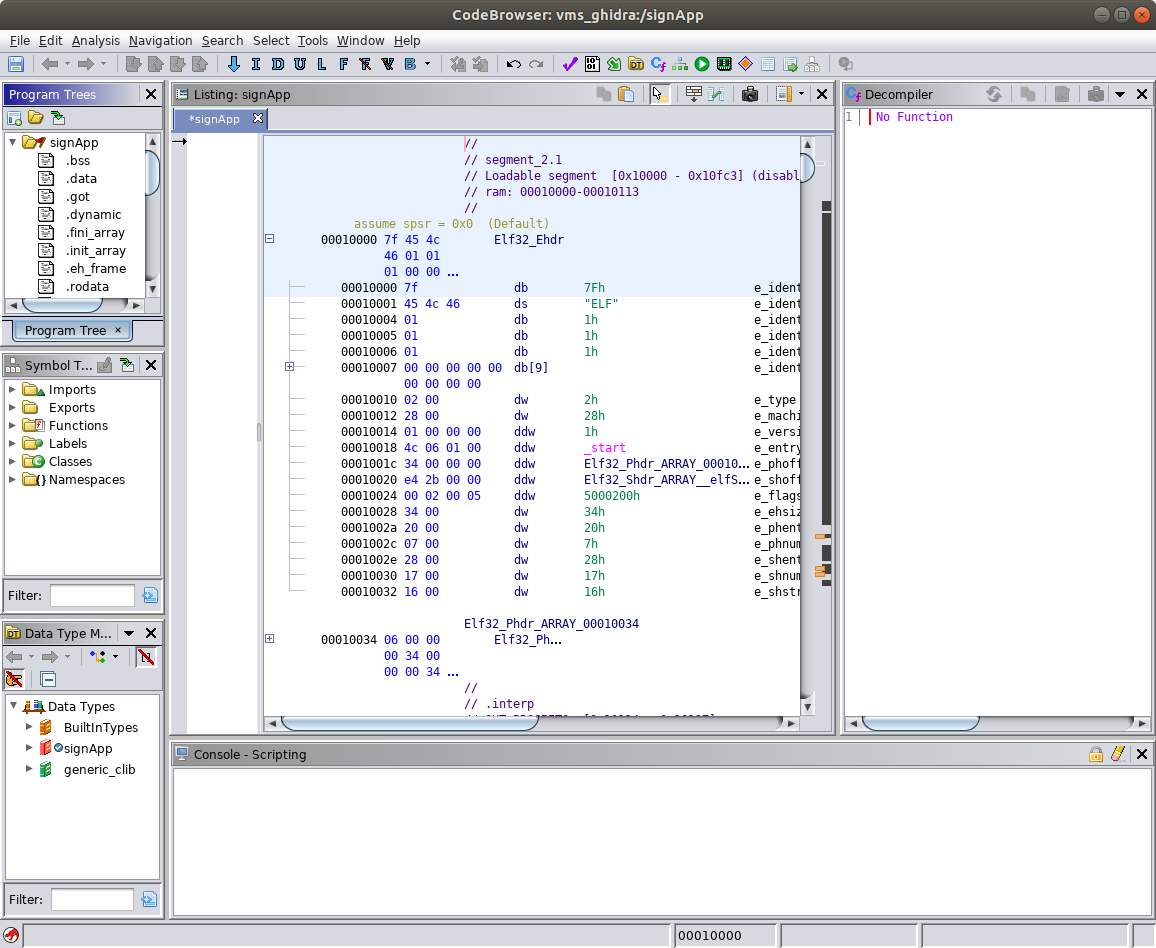 CodeBrowser: vms_ghidra:/signApp
File Edit Analysis Navigation Search Select Tools Window Help
I D U L F B
Program Trees
signApp
.bss
.data
.got
.dynamic
.fini_array
.init_array
.eh_frame
.rodata
Program Tree ×
Symbol T...
Imports
Exports
Functions
Labels
Classes
Namespaces
Filter:
Data Type M...
Data Types
BuiltInTypes
signApp
generic_clib
Filter:
Listing: signApp
*signApp
//
// segment_2.1
// Loadable segment [0x10000 - 0x10fc3] (disabl
// ram: 00010000-00010113
//
assume spsr = 0x0 (Default)
00010000 7f 45 4c Elf32_Ehdr
46 01 01
01 00 00 ...
00010000 7f db 7Fh e_ident
00010001 45 4c 46 ds "ELF" e_ident
00010004 01 db 1h e_ident
00010005 01 db 1h e_ident
00010006 01 db 1h e_ident
00010007 00 00 00 00 00 db[9] e_ident
00 00 00 00
00010010 02 00 dw 2h e_type
00010012 28 00 dw 28h e_machi
00010014 01 00 00 00 ddw 1h e_versi
00010018 4c 06 01 00 ddw _start e_entry
0001001c 34 00 00 00 ddw Elf32_Phdr_ARRAY_00010... e_phoff
00010020 e4 2b 00 00 ddw Elf32_Shdr_ARRAY__elfS... e_shoff
00010024 00 02 00 05 ddw 5000200h e_flags
00010028 34 00 dw 34h e_ehsiz
0001002a 20 00 dw 20h e_phent
0001002c 07 00 dw 7h e_phnum
0001002e 28 00 dw 28h e_shent
00010030 17 00 dw 17h e_shnum
00010032 16 00 dw 16h e_shstr
Elf32_Phdr_ARRAY_00010034
00010034 06 00 00 Elf32_Ph...
00 34 00
00 00 34 ...
//
// .interp
Decompiler
1 No Function
Console - Scripting
00010000